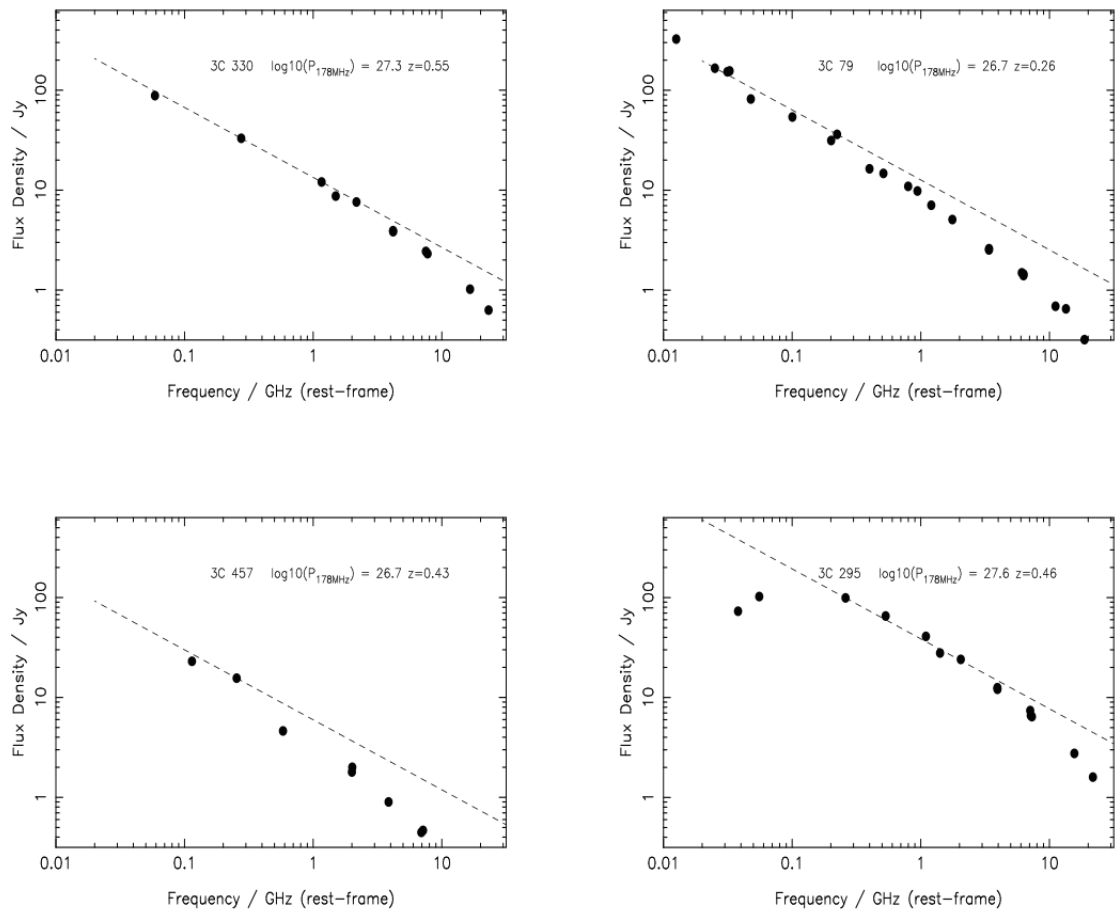 3C 330 log10(P178MHz) = 27.3 z=0.55
Flux Density / Jy
100
10
1
0.01 0.1 1 10
Frequency / GHz (rest-frame)
3C 79 log10(P178MHz) = 26.7 z=0.26
Flux Density / Jy
100
10
1
0.01 0.1 1 10
Frequency / GHz (rest-frame)
3C 457 log10(P178MHz) = 26.7 z=0.43
Flux Density / Jy
100
10
1
0.01 0.1 1 10
Frequency / GHz (rest-frame)
3C 295 log10(P178MHz) = 27.6 z=0.46
Flux Density / Jy
100
10
1
0.01 0.1 1 10
Frequency / GHz (rest-frame)